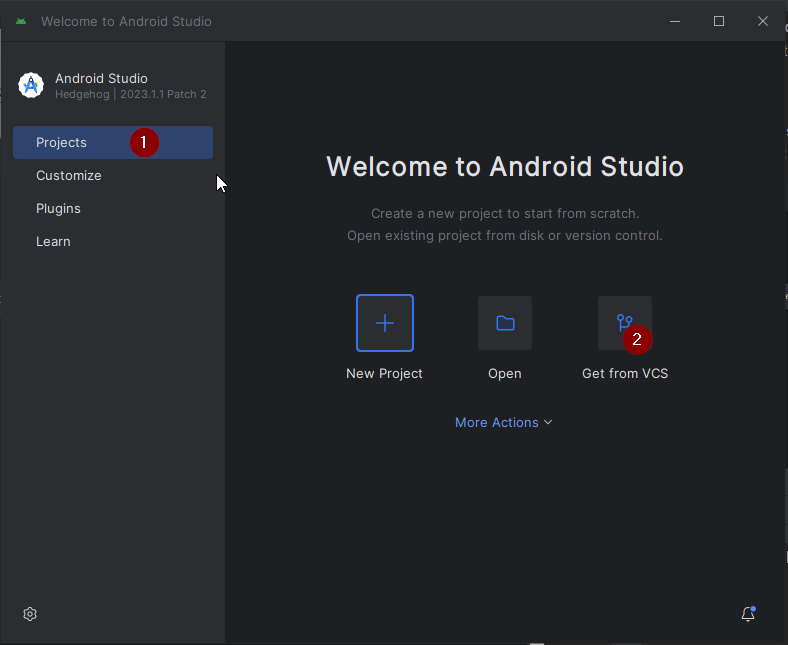 Welcome to Android Studio
Android Studio
Hedgehog | 2023.1.1 Patch 2
Projects 1
Customize
Plugins
Learn
Welcome to Android Studio
Create a new project to start from scratch.
Open existing project from disk or version control.
2
New Project Open Get from VCS
More Actions